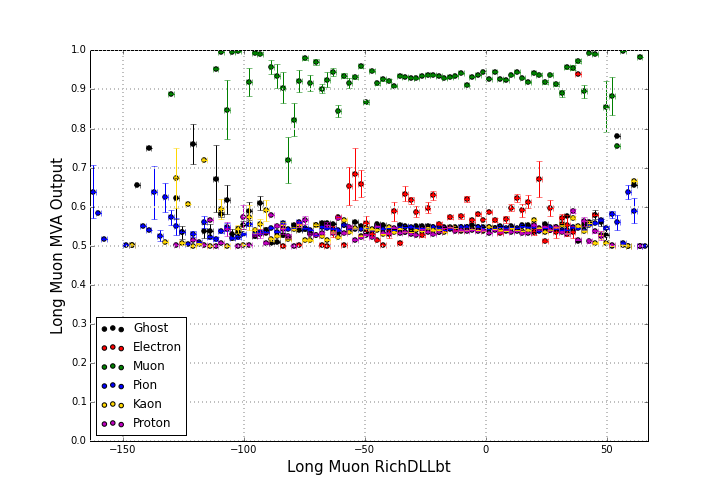 1.0
0.9
0.8
0.7
0.6
0.5
0.4
0.3
0.2
0.1
0.0
Long Muon MVA Output
Ghost
Electron
Muon
Pion
Kaon
Proton
−150 −100 −50 0 50
Long Muon RichDLLbt